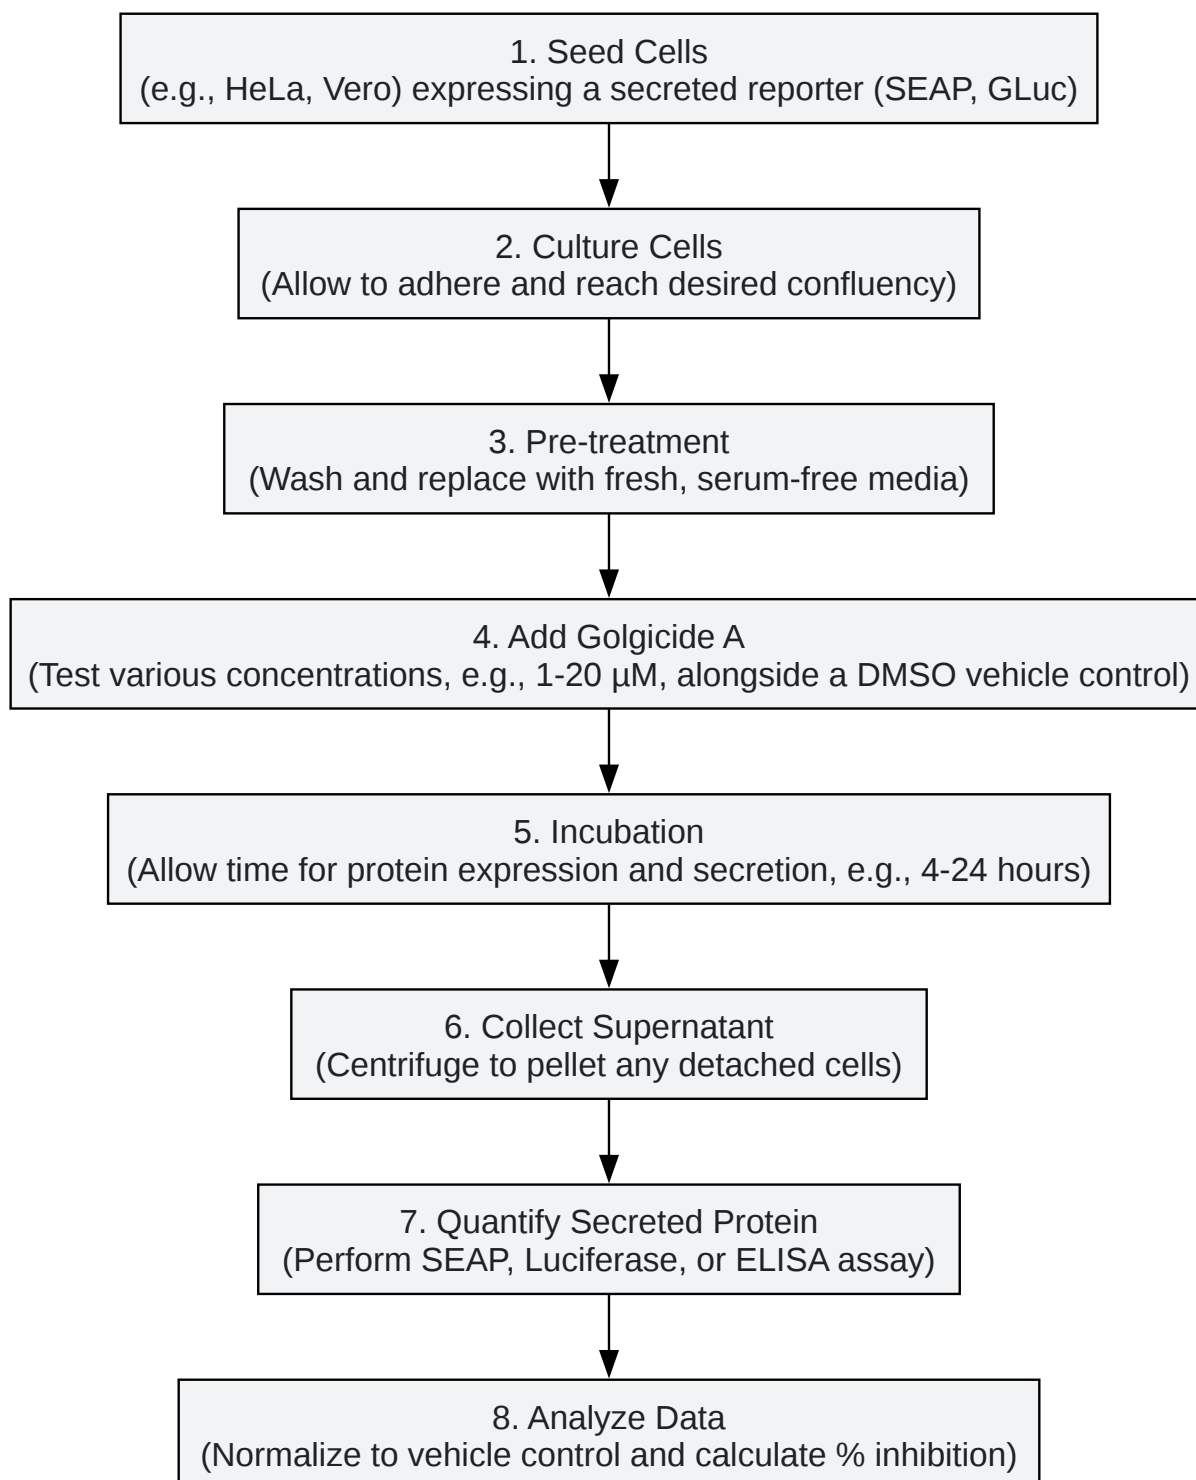 1. Seed Cells
(e.g., HeLa, Vero) expressing a secreted reporter (SEAP, GLuc)
2. Culture Cells
(Allow to adhere and reach desired confluency)
3. Pre-treatment
(Wash and replace with fresh, serum-free media)
4. Add Golgicide A
(Test various concentrations, e.g., 1-20 µM, alongside a DMSO vehicle control)
5. Incubation
(Allow time for protein expression and secretion, e.g., 4-24 hours)
6. Collect Supernatant
(Centrifuge to pellet any detached cells)
7. Quantify Secreted Protein
(Perform SEAP, Luciferase, or ELISA assay)
8. Analyze Data
(Normalize to vehicle control and calculate % inhibition)